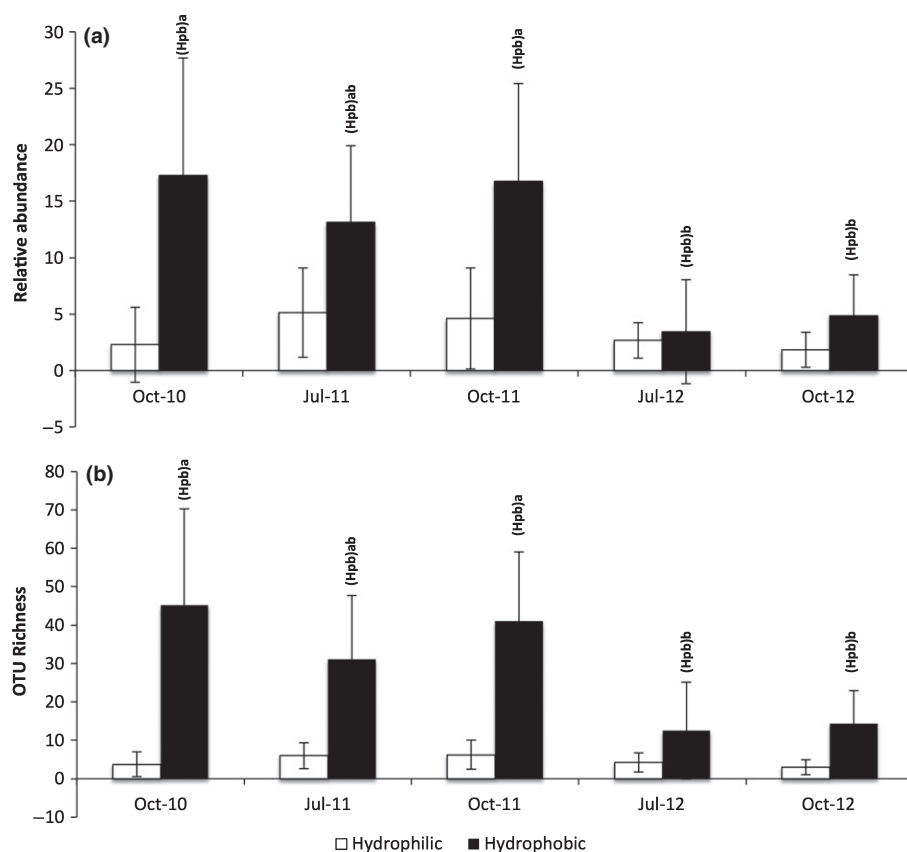 (a)
Relative abundance
30
25
20
15
10
5
0
−5
(Hpb)a
(Hpb)ab
(Hpb)a
(Hpb)b
(Hpb)b
Oct-10 Jul-11 Oct-11 Jul-12 Oct-12
(b)
OTU Richness
80
70
60
50
40
30
20
10
0
−10
(Hpb)a
(Hpb)ab
(Hpb)a
(Hpb)b
(Hpb)b
Oct-10 Jul-11 Oct-11 Jul-12 Oct-12
Hydrophilic Hydrophobic